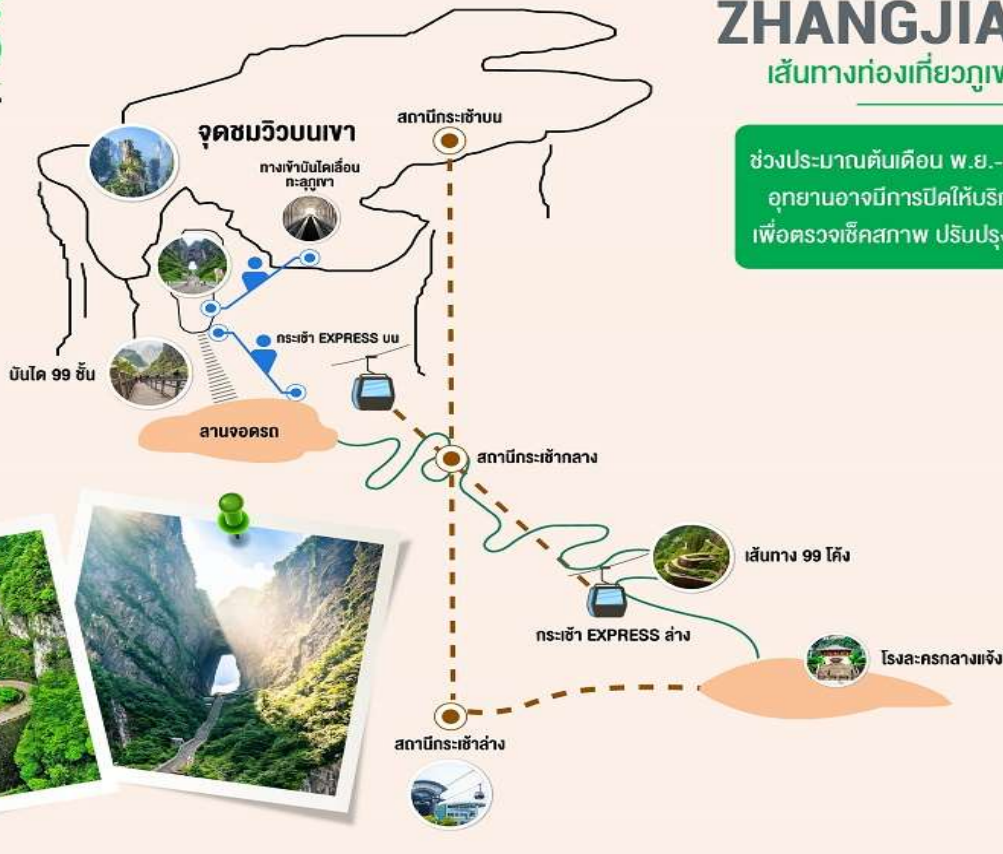 ZHANGJIA
เส้นทางท่องเที่ยวภูเข
ช่วงประมาณต้นเดือน พ.ย.-
อุทยานอาจมีการปิดให้บริก
เพื่อตรวจเช็คสภาพ ปรับปรุง
สถานีกระเช้าบน
จุดชมวิวบนเขา
ทางเข้าบันไดเลื่อน
ทะลุภูเขา
กระเช้า EXPRESS บน
บันได 99 ชั้น
ลานจอดรถ
สถานีกระเช้ากลาง
เส้นทาง 99 โค้ง
กระเช้า EXPRESS ล่าง
โรงละครกลางแจ้ง
สถานีกระเช้าล่าง